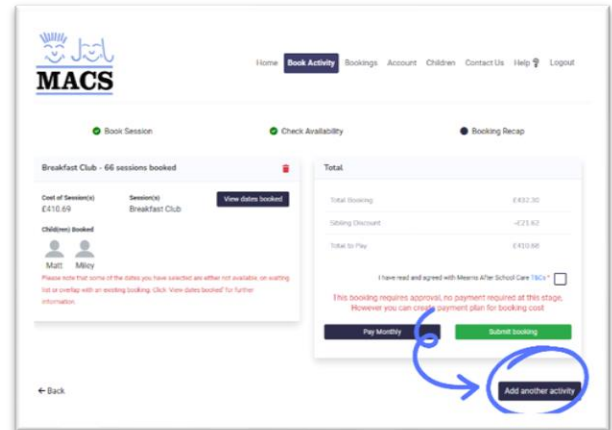 MACS
Home Book Activity Bookings Account Children Contact Us Help Logout
Book Session Check Availability Booking Recap
Breakfast Club - 66 sessions booked
Cost of Session(s) Session(s) View dates booked
£410.69 Breakfast Club
Child(ren) Booked
Matt Miley
Please note that some of the dates you have selected are either not available, on waiting
list or overlap with an existing booking. Click 'View dates booked' for further
information.
Total
Total Booking £432.30
Sibling Discount -£21.62
Total to Pay £410.68
I have read and agreed with Mearns After School Care T&Cs *
This booking requires approval, no payment required at this stage,
However you can create payment plan for booking cost
Pay Monthly Submit booking
← Back Add another activity